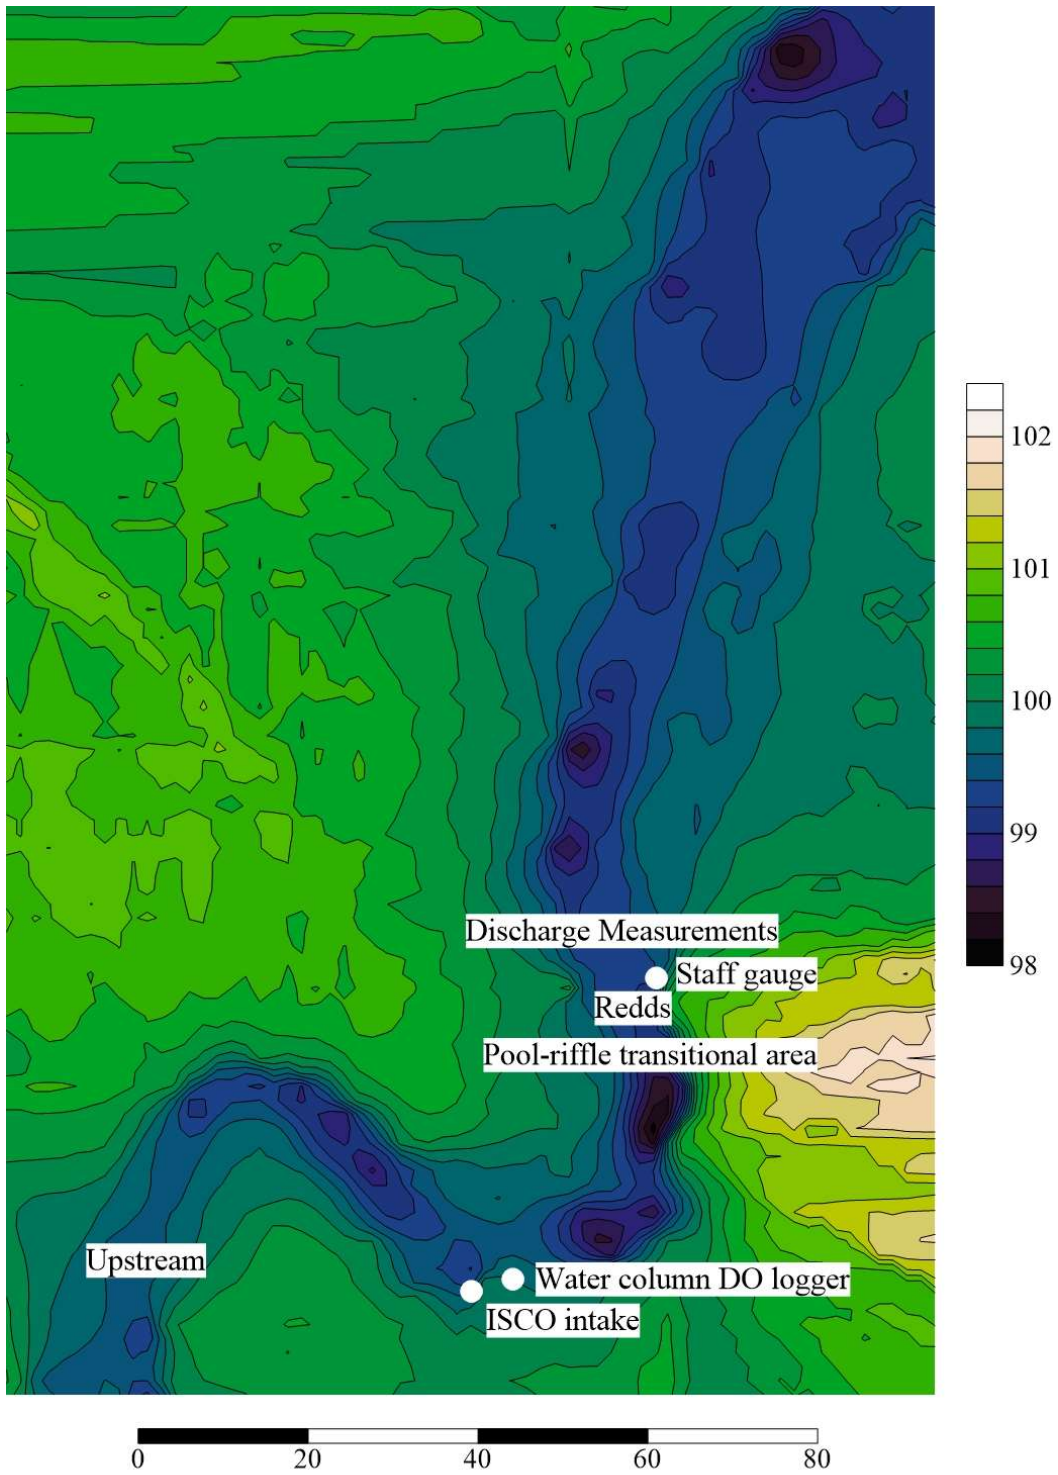 102
101
100
99
98
Discharge Measurements
Staff gauge
Redds
Pool-riffle transitional area
Upstream
Water column DO logger
ISCO intake
0 20 40 60 80